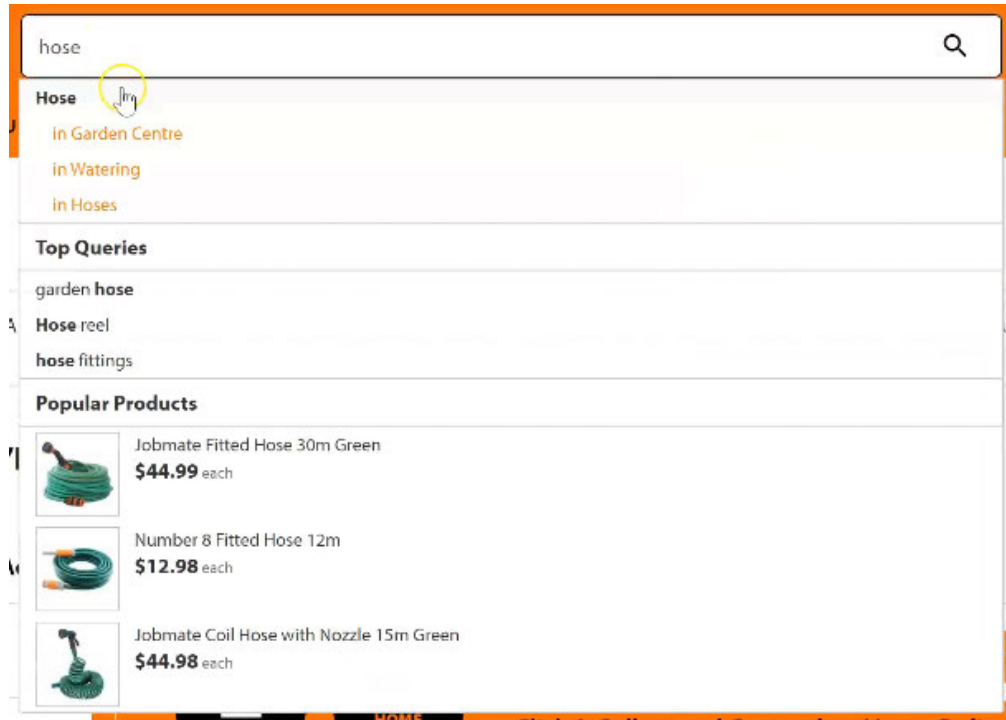 hose
Hose
in Garden Centre
in Watering
in Hoses
Top Queries
garden hose
Hose reel
hose fittings
Popular Products
Jobmate Fitted Hose 30m Green
$44.99 each
Number 8 Fitted Hose 12m
$12.98 each
Jobmate Coil Hose with Nozzle 15m Green
$44.98 each
HOME